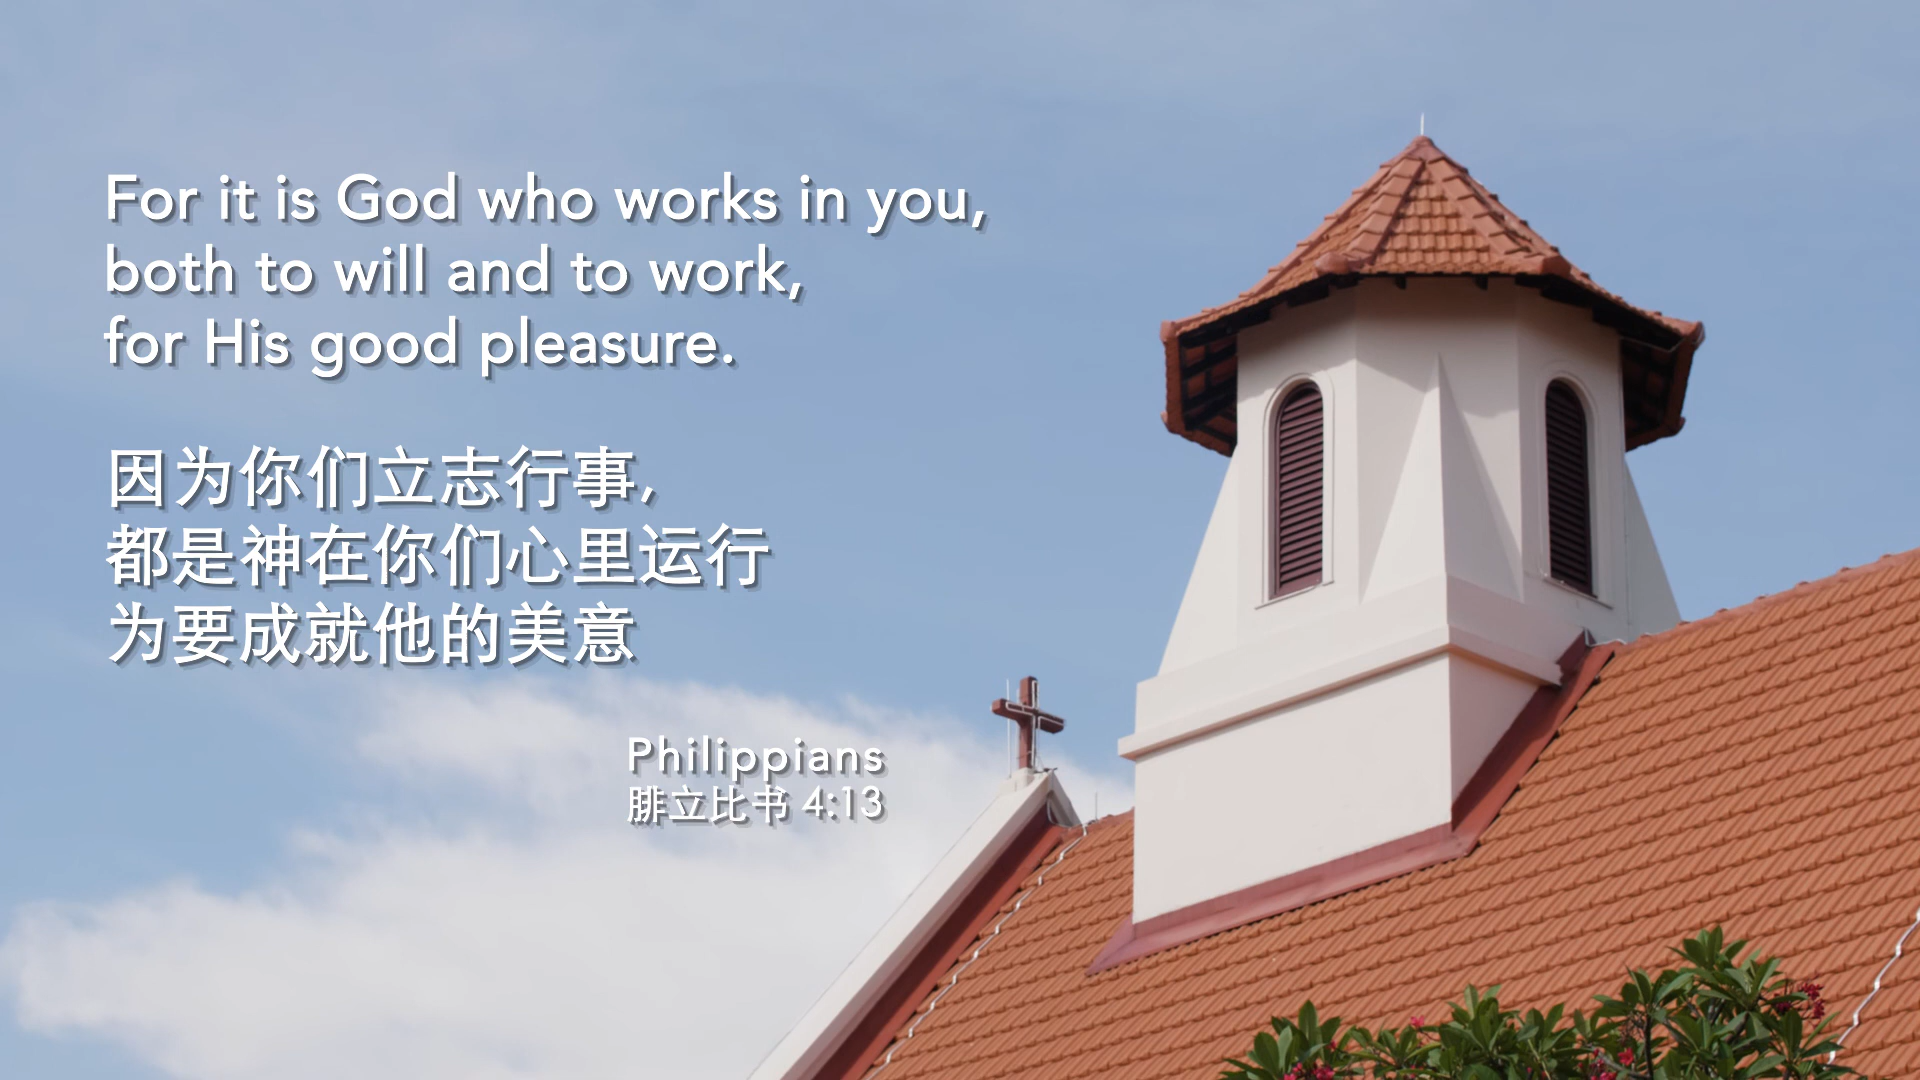 For it is God who works in you,
both to will and to work,
for His good pleasure.
因为你们立志行事,
都是神在你们心里运行
为要成就他的美意
Philippians
腓立比书 4:13